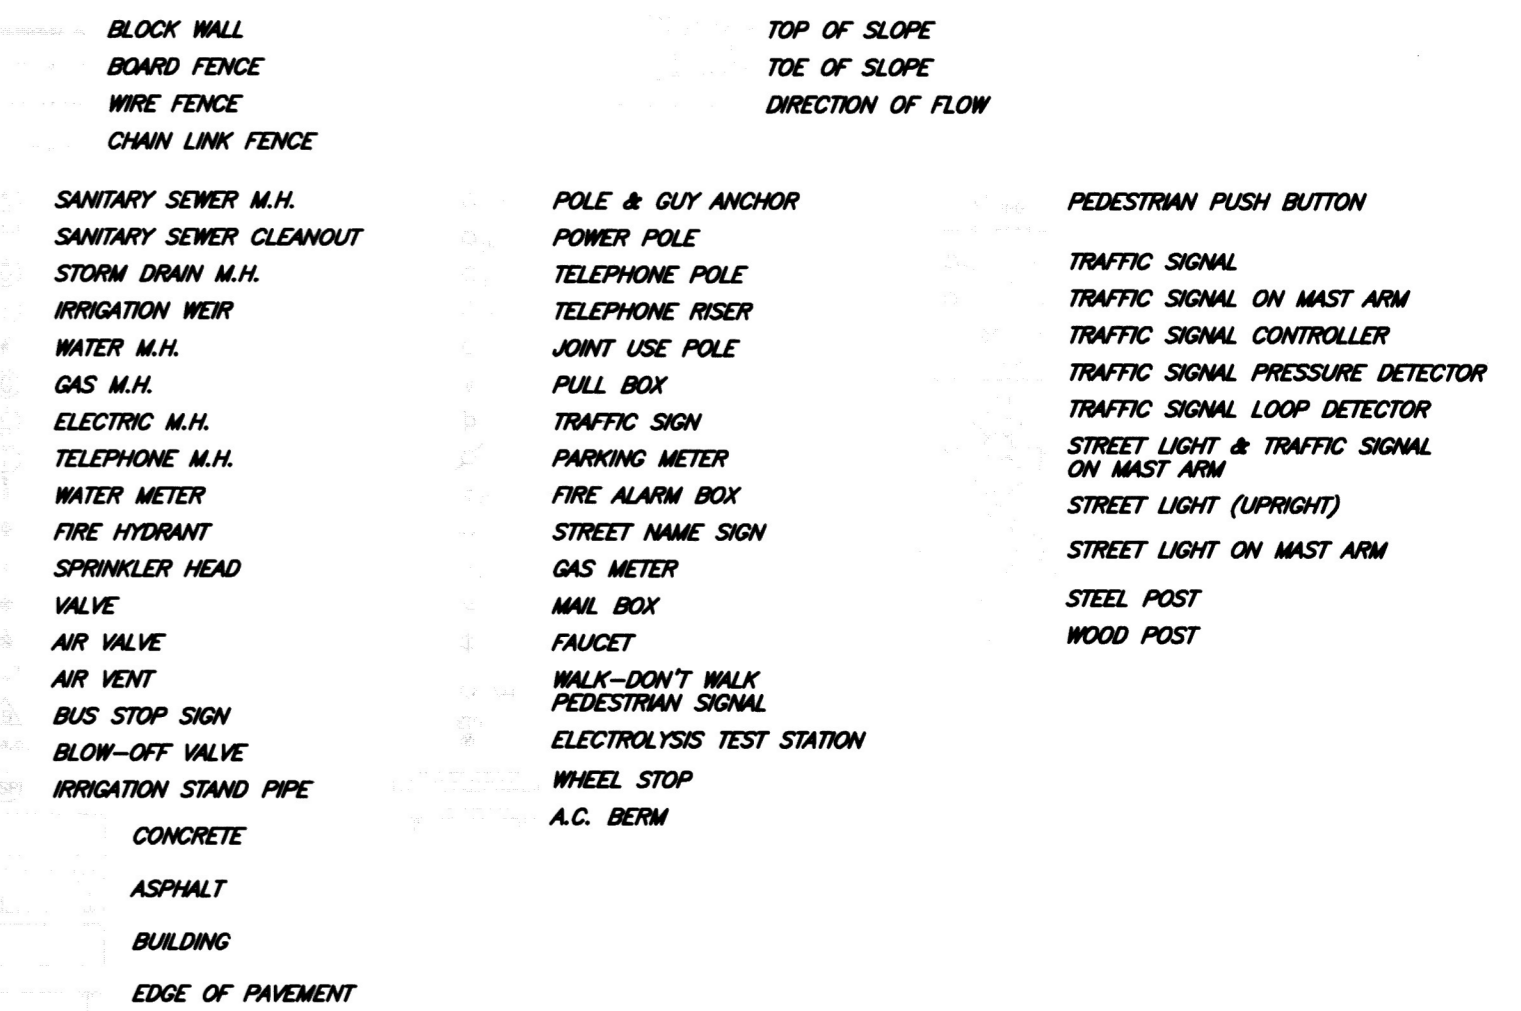 BLOCK WALL
BOARD FENCE
WIRE FENCE
CHAIN LINK FENCE
TOP OF SLOPE
TOE OF SLOPE
DIRECTION OF FLOW
SANITARY SEWER M.H.
SANITARY SEWER CLEANOUT
STORM DRAIN M.H.
IRRIGATION WEIR
WATER M.H.
GAS M.H.
ELECTRIC M.H.
TELEPHONE M.H.
WATER METER
FIRE HYDRANT
SPRINKLER HEAD
VALVE
AIR VALVE
AIR VENT
BUS STOP SIGN
BLOW-OFF VALVE
IRRIGATION STAND PIPE
CONCRETE
ASPHALT
BUILDING
EDGE OF PAVEMENT
POLE & GUY ANCHOR
POWER POLE
TELEPHONE POLE
TELEPHONE RISER
JOINT USE POLE
PULL BOX
TRAFFIC SIGN
PARKING METER
FIRE ALARM BOX
STREET NAME SIGN
GAS METER
MAIL BOX
FAUCET
WALK-DON'T WALK
PEDESTRIAN SIGNAL
ELECTROLYSIS TEST STATION
WHEEL STOP
A.C. BERM
PEDESTRIAN PUSH BUTTON
TRAFFIC SIGNAL
TRAFFIC SIGNAL ON MAST ARM
TRAFFIC SIGNAL CONTROLLER
TRAFFIC SIGNAL PRESSURE DETECTOR
TRAFFIC SIGNAL LOOP DETECTOR
STREET LIGHT & TRAFFIC SIGNAL
ON MAST ARM
STREET LIGHT (UPRIGHT)
STREET LIGHT ON MAST ARM
STEEL POST
WOOD POST